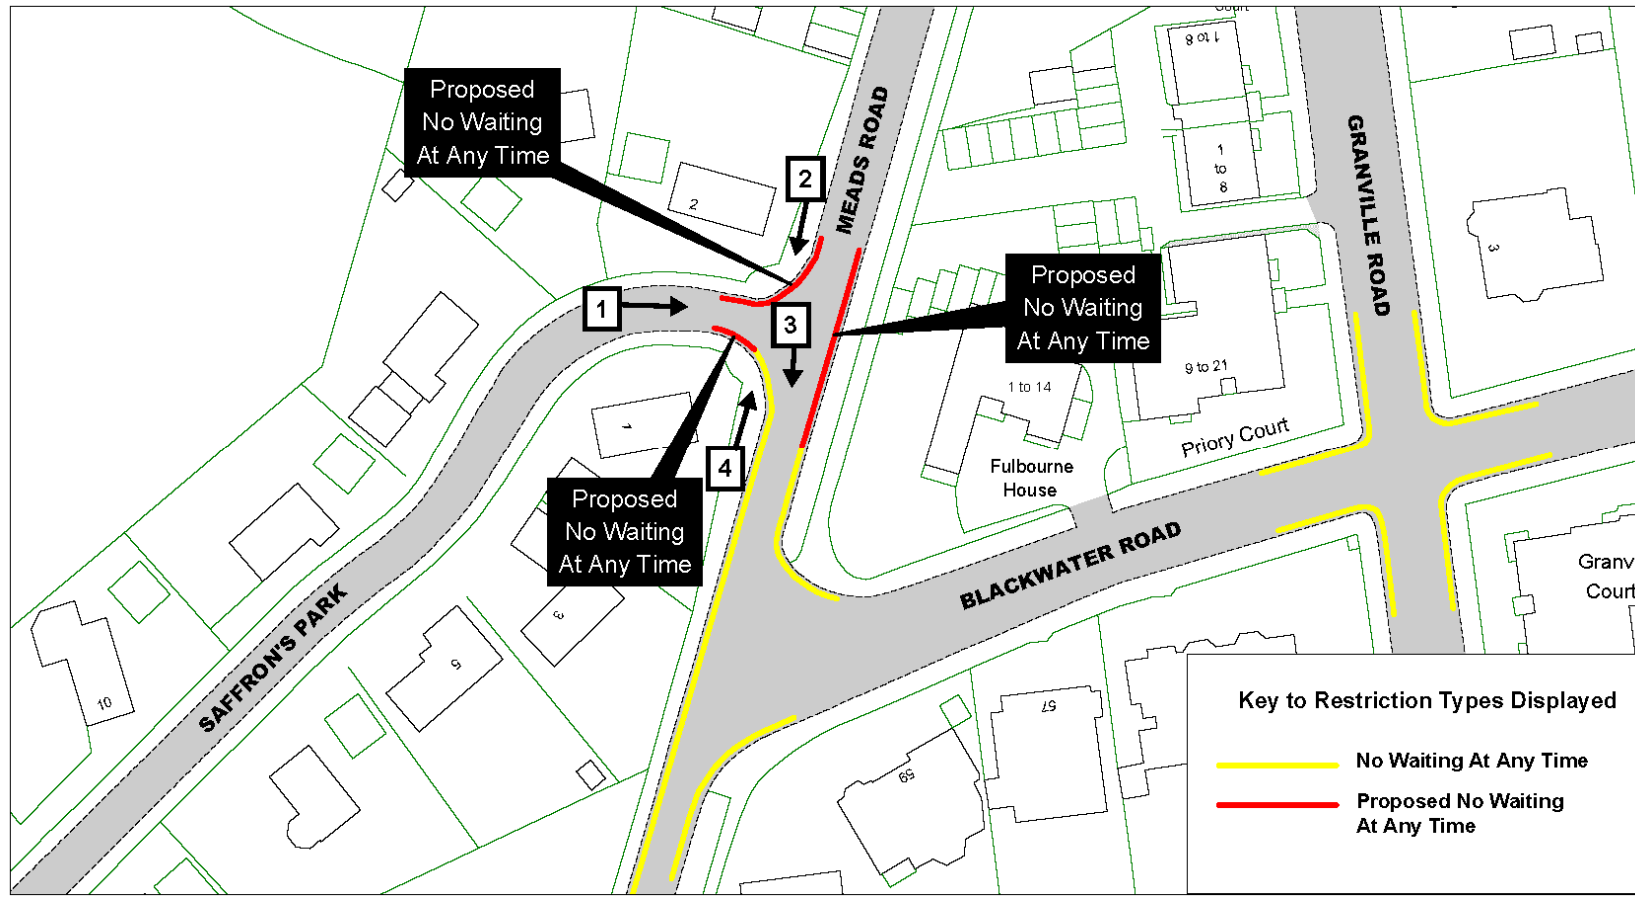 Court
1 to 8
Proposed
No Waiting
At Any Time
MEADS ROAD
GRANVILLE ROAD
1
to
8
2
2
3
Proposed
No Waiting
At Any Time
1
3
9 to 21
1 to 14
Priory Court
1
4
Fulbourne
House
Proposed
No Waiting
At Any Time
BLACKWATER ROAD
Granv
Court
SAFFRON'S PARK
3
5
10
57
59
Key to Restriction Types Displayed
No Waiting At Any Time
Proposed No Waiting
At Any Time